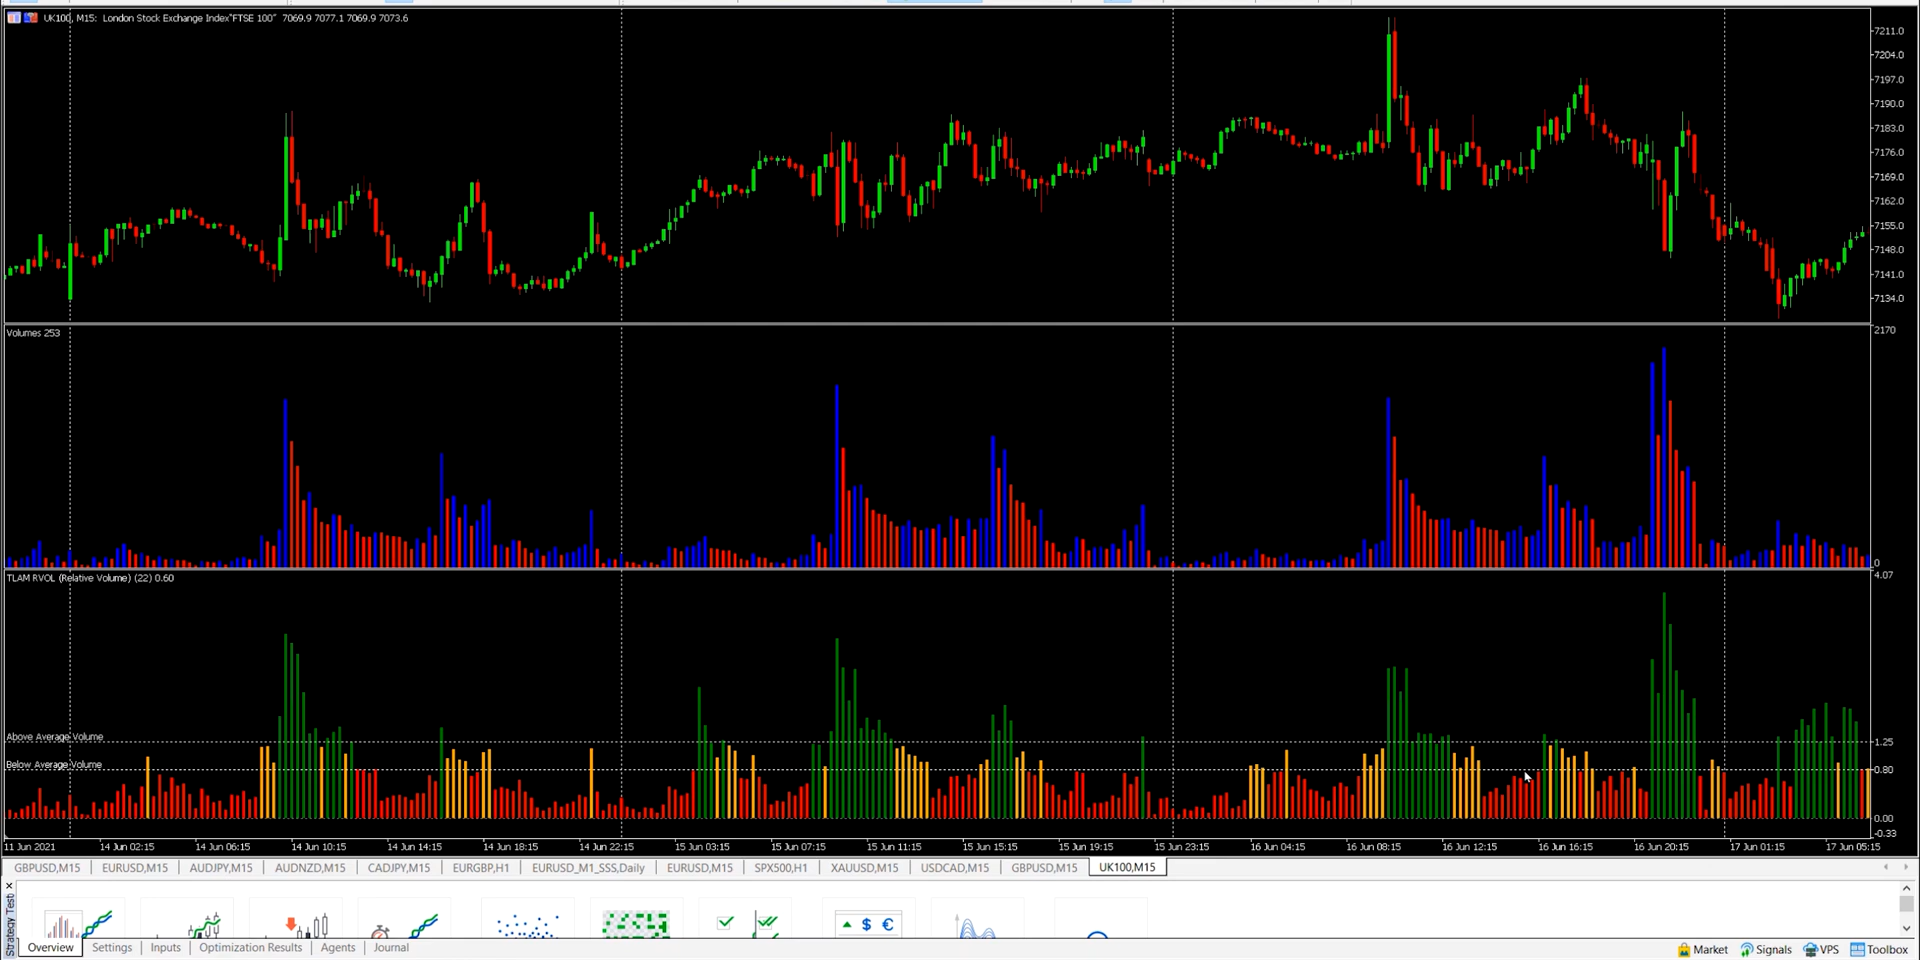 UK100, M15: London Stock Exchange Index"FTSE 100" 7069.9 7077.1 7069.9 7073.6
7211.0
7204.0
7197.0
7190.0
7183.0
7176.0
7169.0
7162.0
7155.0
7148.0
7141.0
7134.0
Volumes 253
2170
0
TLAM RVOL (Relative Volume) (22) 0.60
4.07
Above Average Volume
1.25
Below Average Volume
0.80
0.00
-0.33
11 Jun 2021 14 Jun 02:15 14 Jun 06:15 14 Jun 10:15 14 Jun 14:15 14 Jun 18:15 14 Jun 22:15 15 Jun 03:15 15 Jun 07:15 15 Jun 11:15 15 Jun 15:15 15 Jun 19:15 15 Jun 23:15 16 Jun 04:15 16 Jun 08:15 16 Jun 12:15 16 Jun 16:15 16 Jun 20:15 17 Jun 01:15 17 Jun 05:15
GBPUSD,M15 EURUSD,M15 AUDJPY,M15 AUDNZD,M15 CADJPY,M15 EURGBP,H1 EURUSD_M1_SSS,Daily EURUSD,M15 SPX500,H1 XAUUSD,M15 USDCAD,M15 GBPUSD,M15 UK100,M15
Strategy Test
$ €
Overview Settings Inputs Optimization Results Agents Journal
Market Signals VPS Toolbox